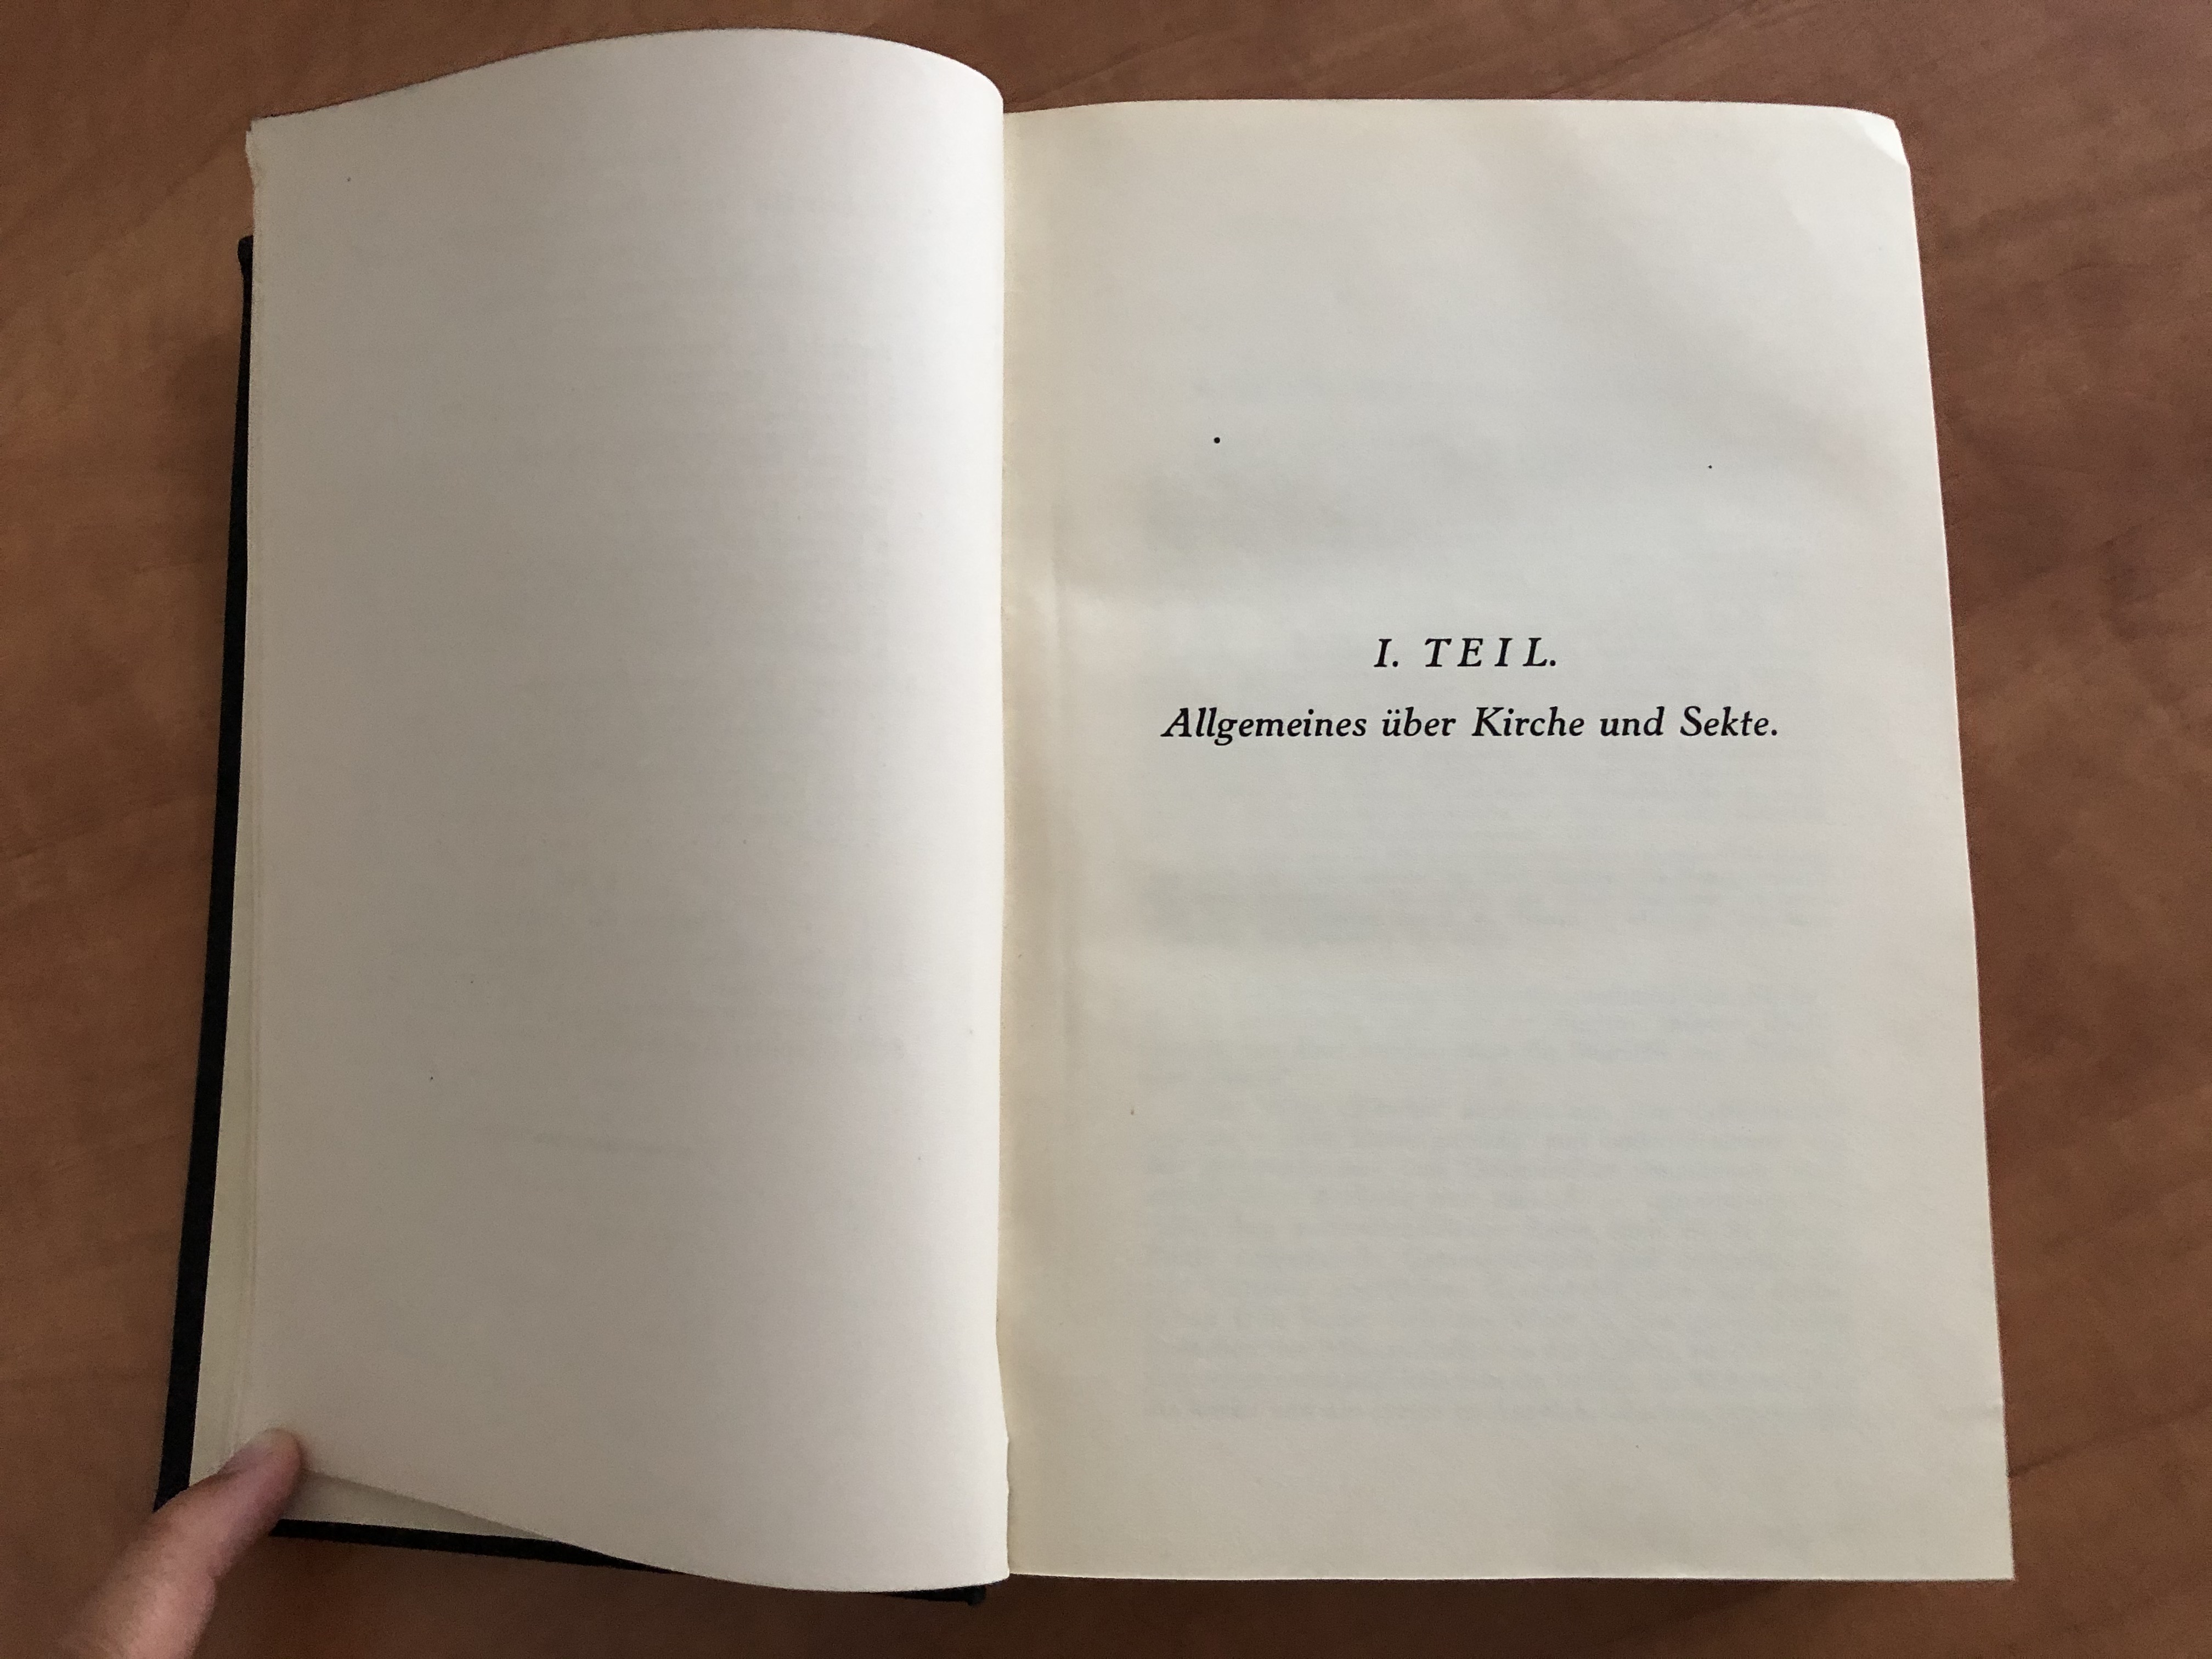 I. TEIL.
Allgemeines über Kirche und Sekte.